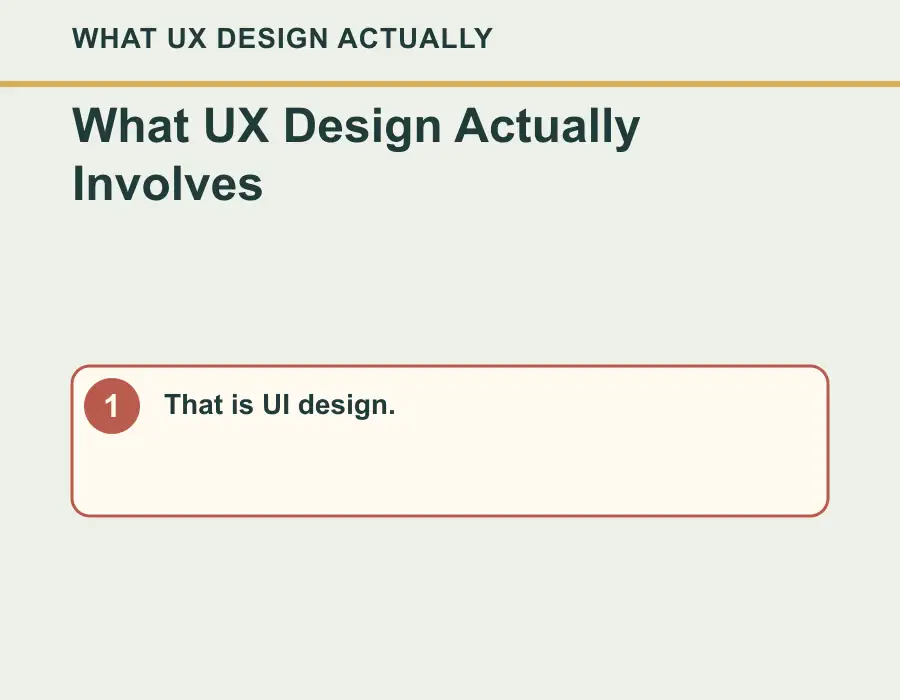 WHAT UX DESIGN ACTUALLY
What UX Design Actually
Involves
1
That is UI design.